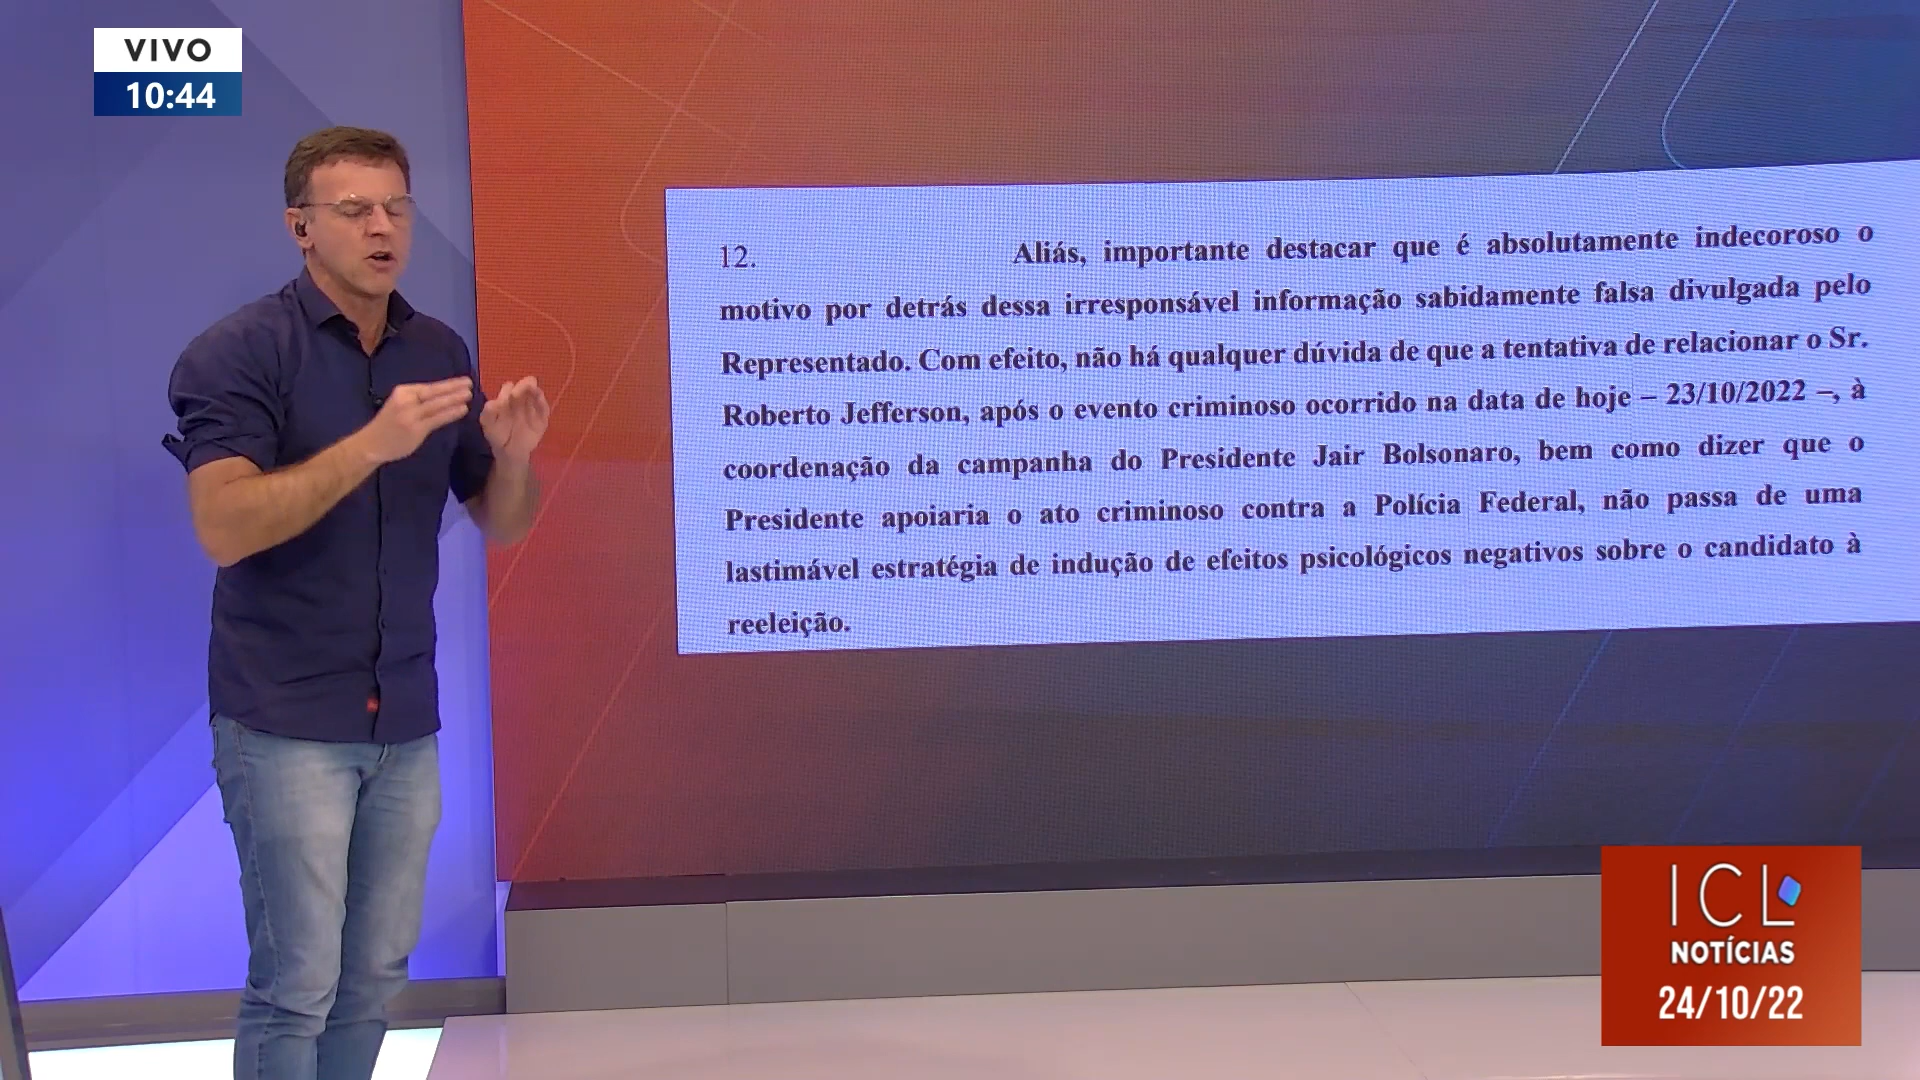 VIVO
10:44
12. Aliás, importante destacar que é absolutamente indecoroso o
motivo por detrás dessa irresponsável informação sabidamente falsa divulgada pelo
Representado. Com efeito, não há qualquer dúvida de que a tentativa de relacionar o Sr.
Roberto Jefferson, após o evento criminoso ocorrido na data de hoje – 23/10/2022 –, à
coordenação da campanha do Presidente Jair Bolsonaro, bem como dizer que o
Presidente apoiaria o ato criminoso contra a Polícia Federal, não passa de uma
lastimável estratégia de indução de efeitos psicológicos negativos sobre o candidato à
reeleição.
ICL
NOTÍCIAS
24/10/22